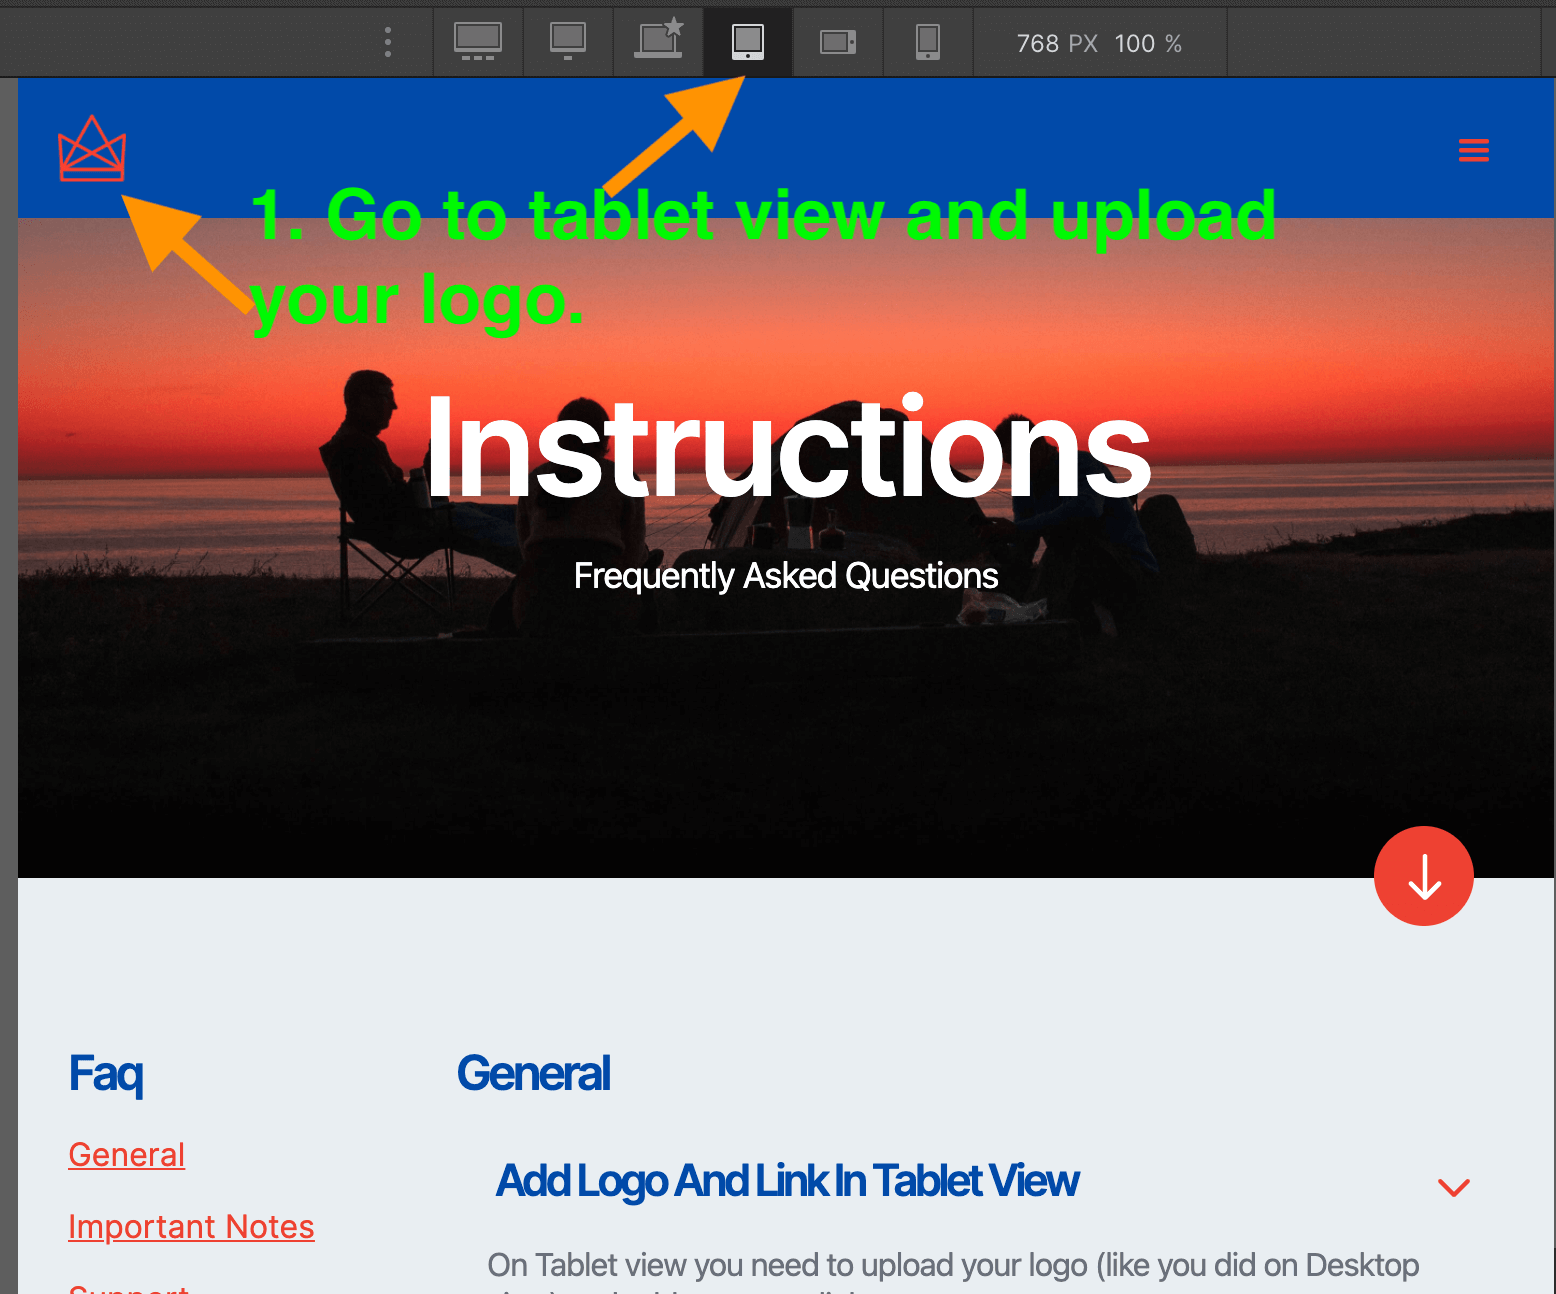 768 PX 100 %
1. Go to tablet view and upload
your logo.
Instructions
Frequently Asked Questions
Faq
General
General
Important Notes
Support
Add Logo And Link In Tablet View
On Tablet view you need to upload your logo (like you did on Desktop